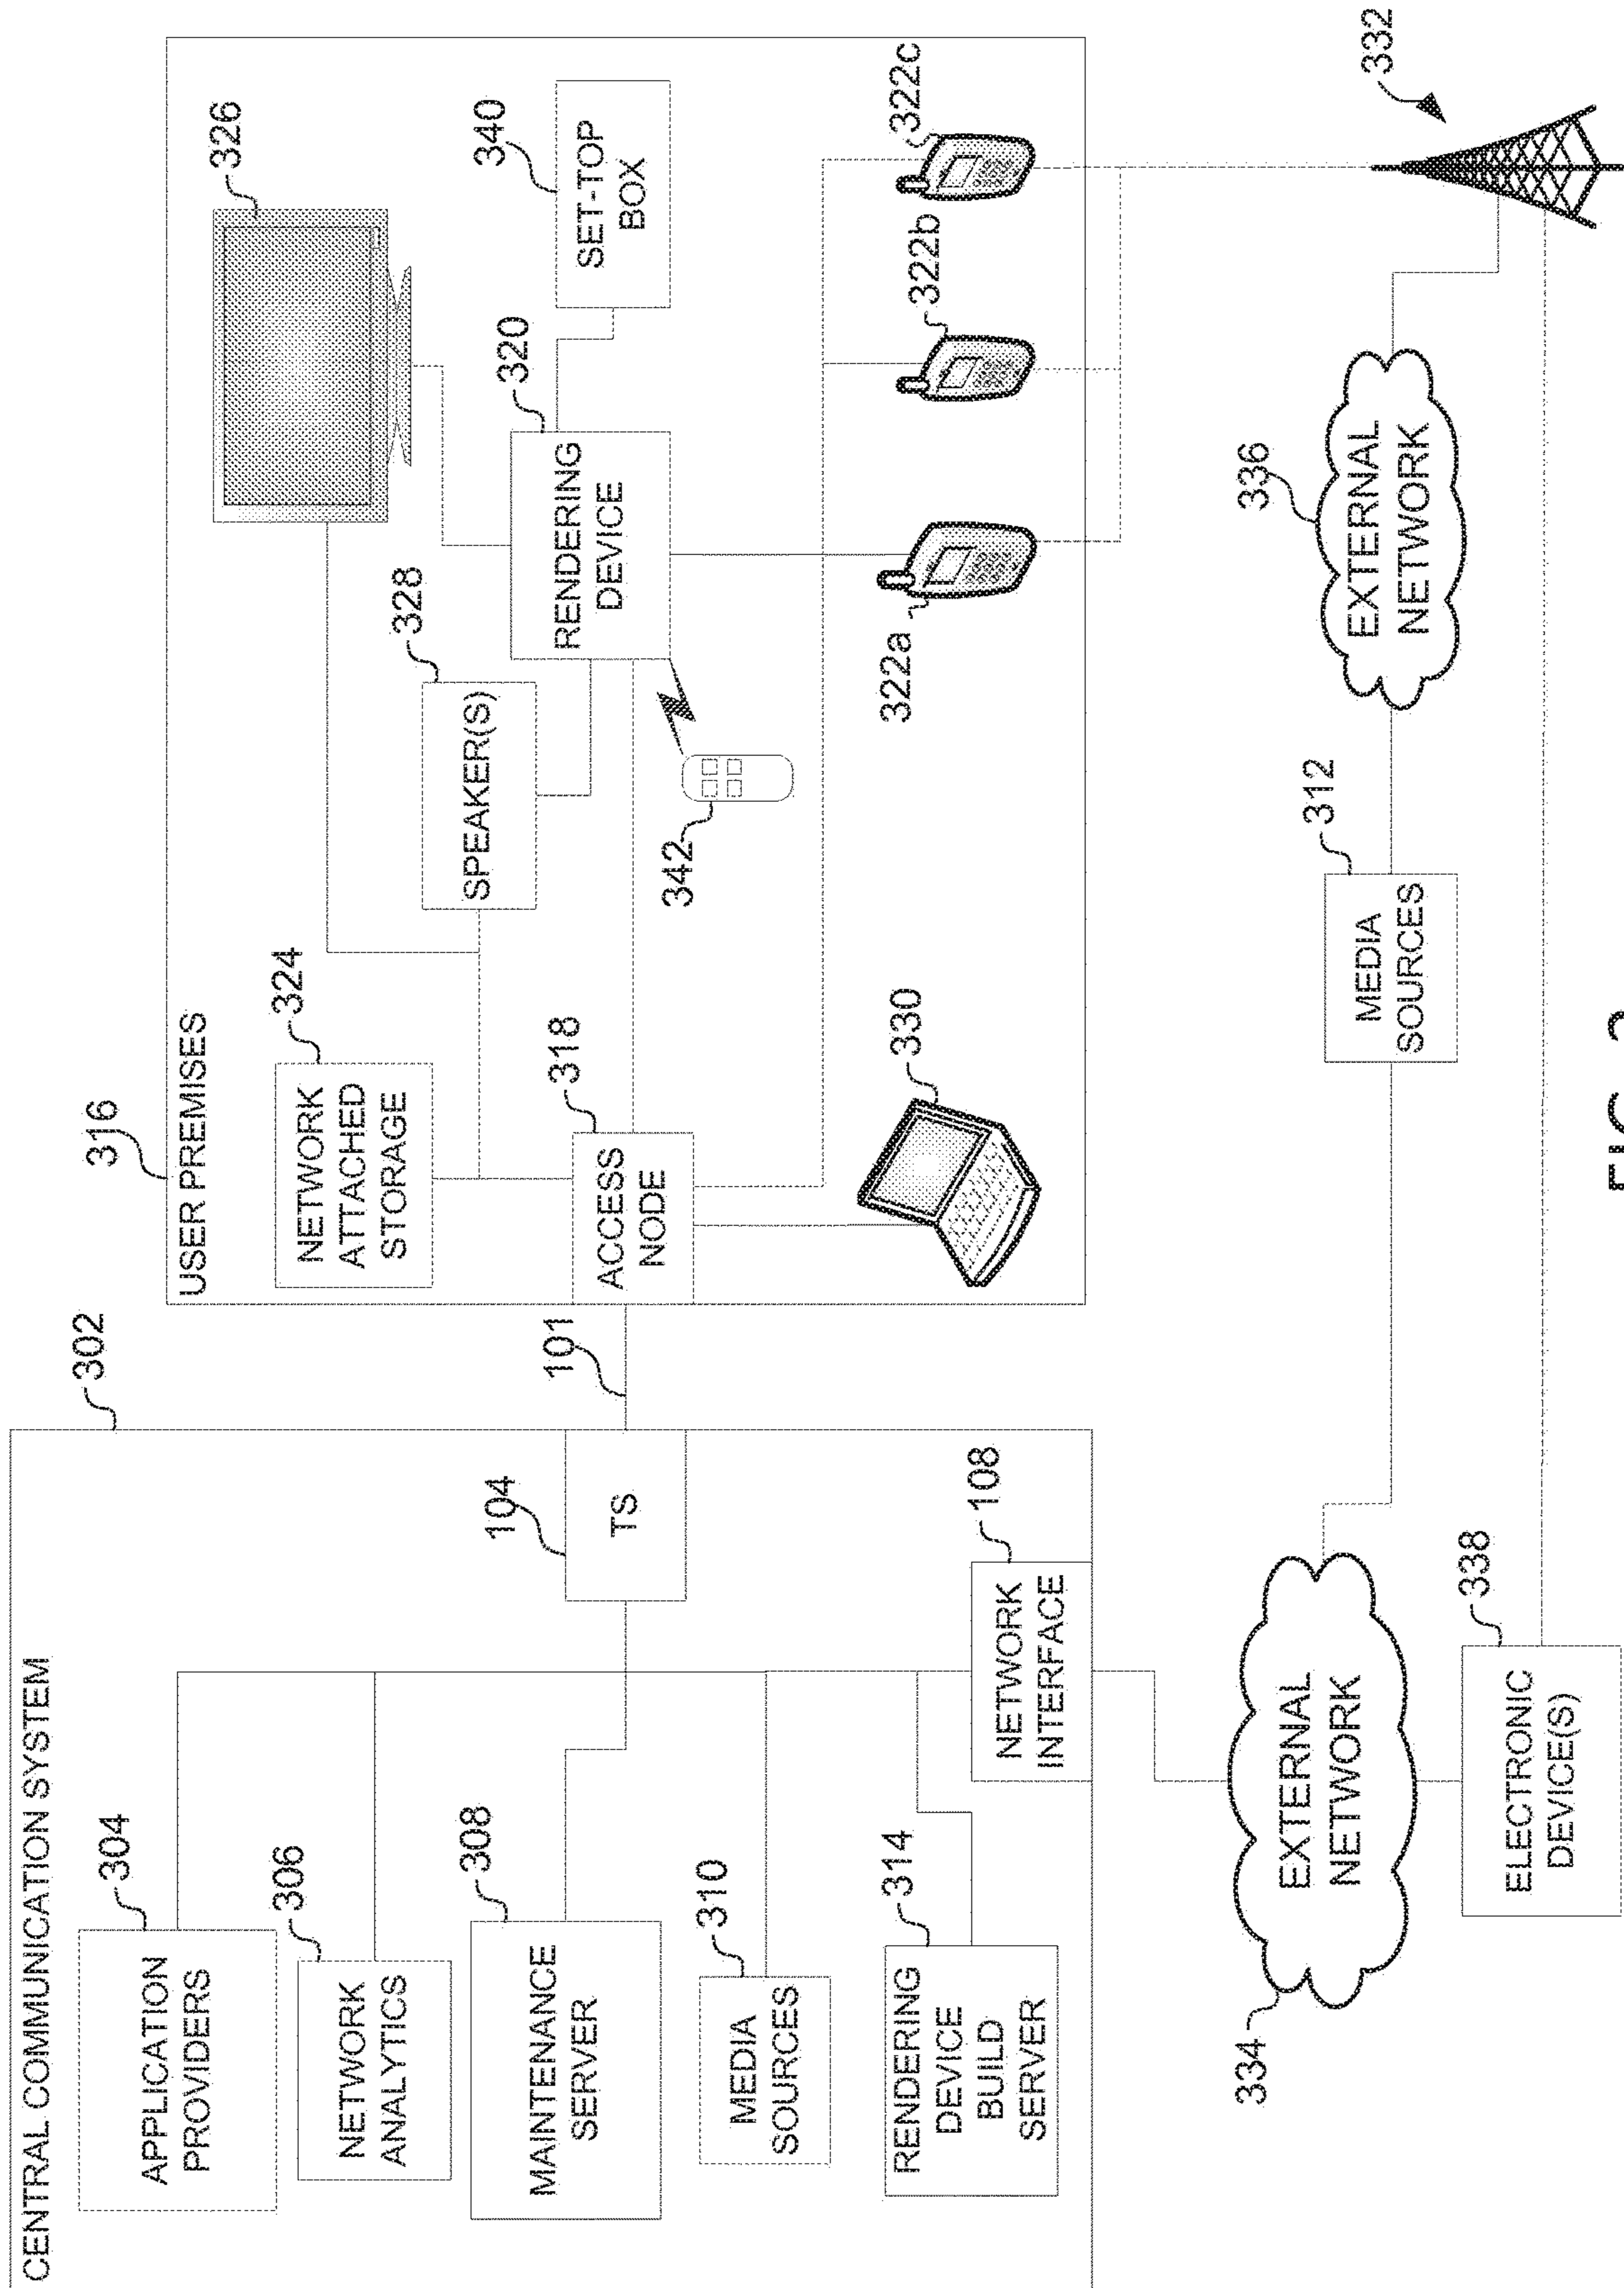 CENTRAL COMMUNICATION SYSTEM
302
APPLICATION
PROVIDERS
304
NETWORK
ANALYTICS
306
MAINTENANCE
SERVER
308
MEDIA
SOURCES
310
RENDERING
DEVICE
BUILD
SERVER
314
TS
104
NETWORK
INTERFACE
108
101
316
USER PREMISES
NETWORK
ATTACHED
STORAGE
324
ACCESS
NODE
318
330
SPEAKER(S)
328
326
RENDERING
DEVICE
320
SET-TOP
BOX
340
342
322a
322b
322c
EXTERNAL
NETWORK
334
ELECTRONIC
DEVICE(S)
338
MEDIA
SOURCES
312
EXTERNAL
NETWORK
336
332